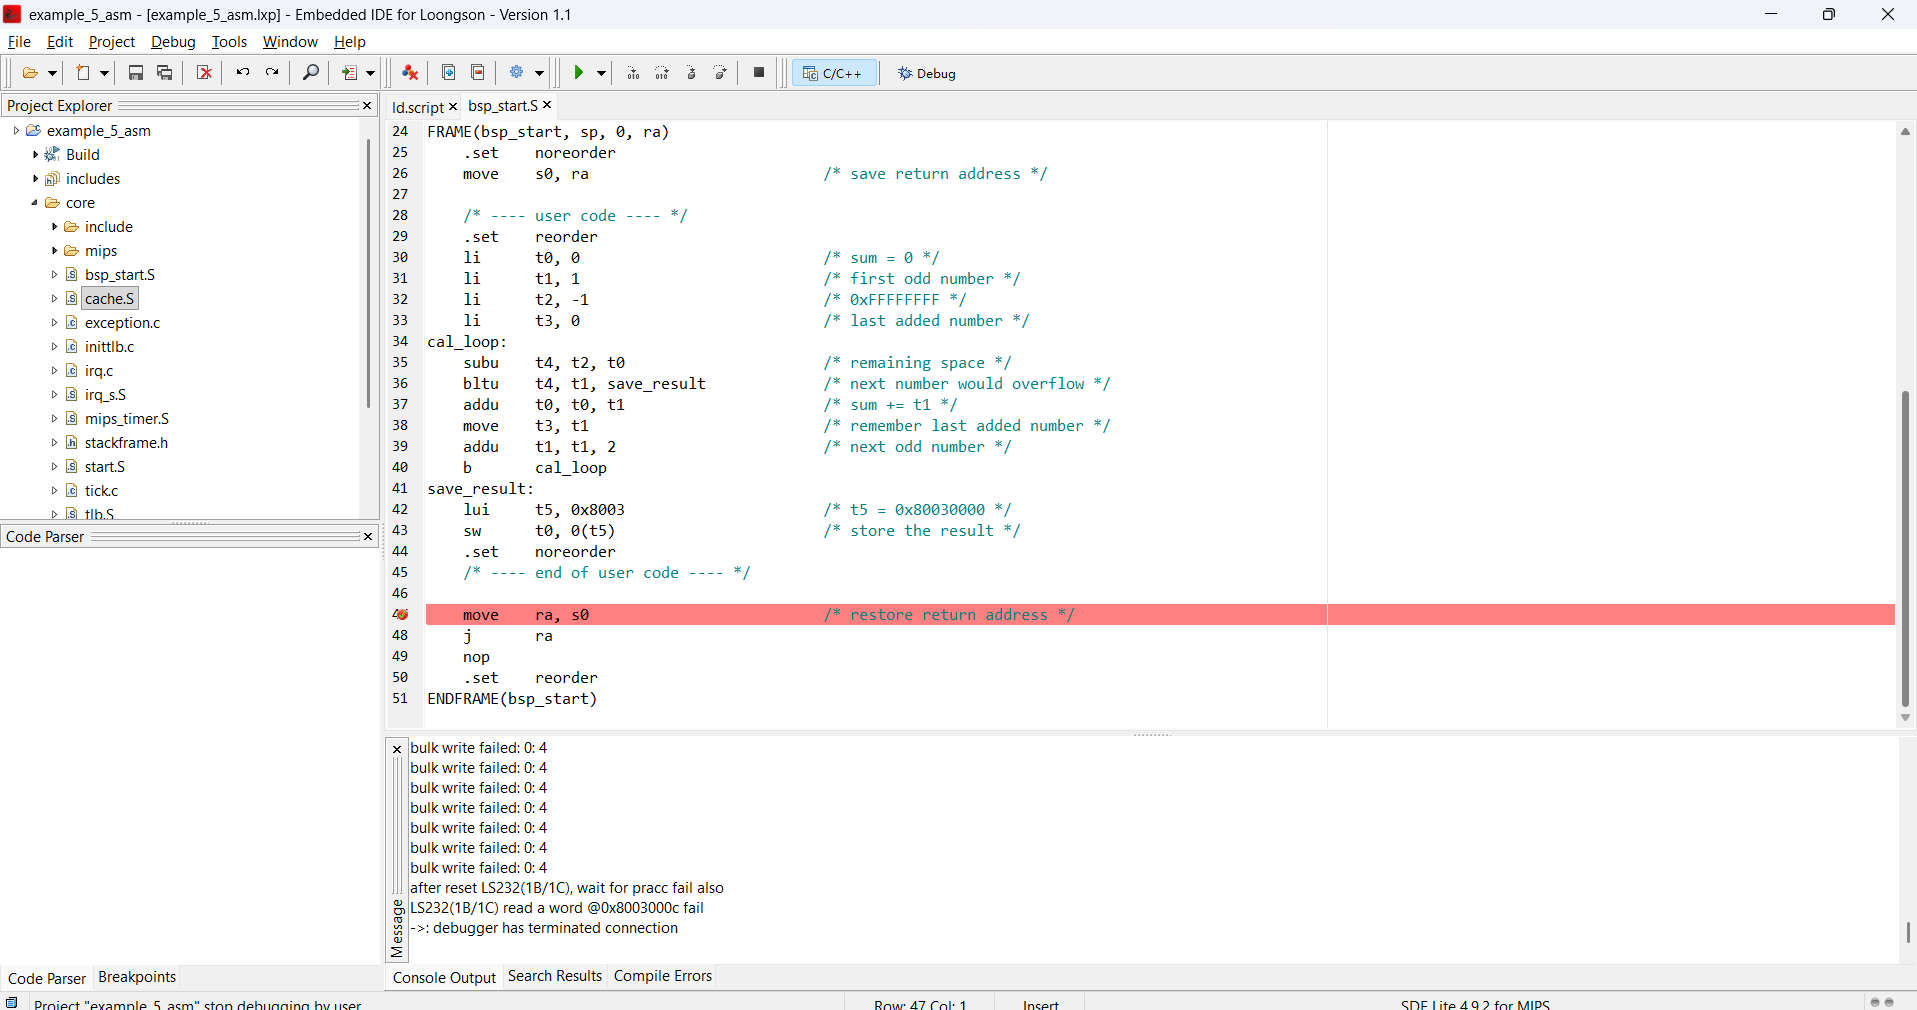 example_5_asm - [example_5_asm.lxp] - Embedded IDE for Loongson - Version 1.1
File Edit Project Debug Tools Window Help
C/C++ Debug
Project Explorer
example_5_asm
Build
includes
core
include
mips
bsp_start.S
cache.S
exception.c
inittlb.c
irq.c
irq_s.S
mips_timer.S
stackframe.h
start.S
tick.c
tlb.S
Code Parser
Code Parser Breakpoints
ld.script bsp_start.S
24 FRAME(bsp_start, sp, 0, ra)
25 .set noreorder
26 move s0, ra /* save return address */
27
28 /* ---- user code ---- */
29 .set reorder
30 li t0, 0 /* sum = 0 */
31 li t1, 1 /* first odd number */
32 li t2, -1 /* 0xFFFFFFFF */
33 li t3, 0 /* last added number */
34 cal_loop:
35 subu t4, t2, t0 /* remaining space */
36 bltu t4, t1, save_result /* next number would overflow */
37 addu t0, t0, t1 /* sum += t1 */
38 move t3, t1 /* remember last added number */
39 addu t1, t1, 2 /* next odd number */
40 b cal_loop
41 save_result:
42 lui t5, 0x8003 /* t5 = 0x80030000 */
43 sw t0, 0(t5) /* store the result */
44 .set noreorder
45 /* ---- end of user code ---- */
46
move ra, s0 /* restore return address */
48 j ra
49 nop
50 .set reorder
51 ENDFRAME(bsp_start)
Message
bulk write failed: 0: 4
bulk write failed: 0: 4
bulk write failed: 0: 4
bulk write failed: 0: 4
bulk write failed: 0: 4
bulk write failed: 0: 4
bulk write failed: 0: 4
after reset LS232(1B/1C), wait for pracc fail also
LS232(1B/1C) read a word @0x8003000c fail
->: debugger has terminated connection
Console Output Search Results Compile Errors
Project "example_5_asm" stop debugging by user Row: 47 Col: 1 Insert SDE Lite 4.9.2 for MIPS